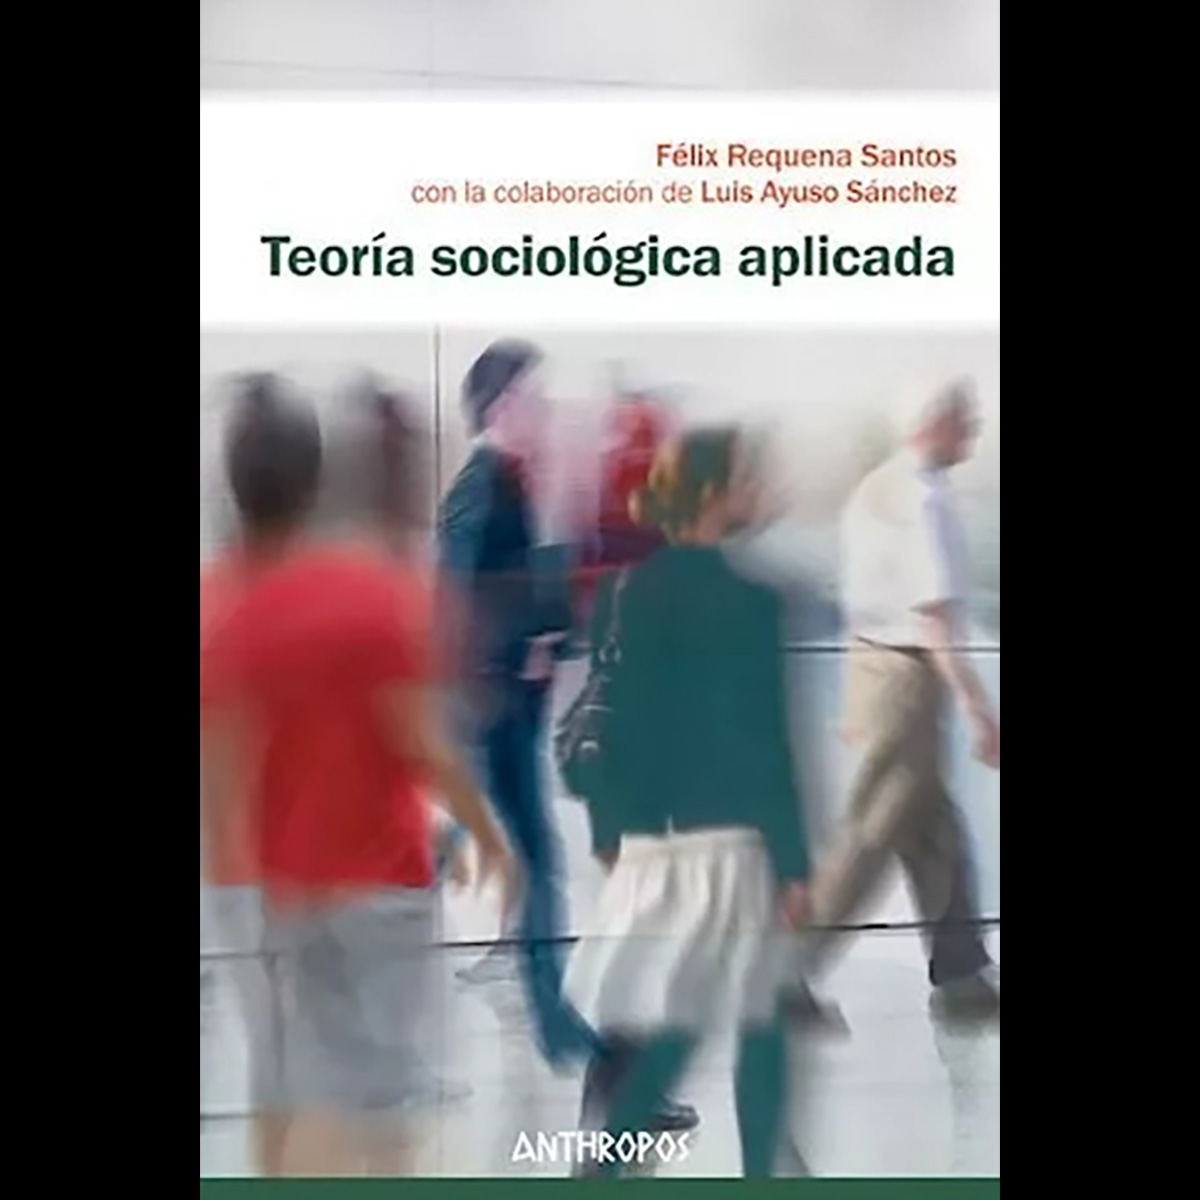 Félix Requena Santos
con la colaboración de Luis Ayuso Sánchez
Teoría sociológica aplicada
ANTHROPOS